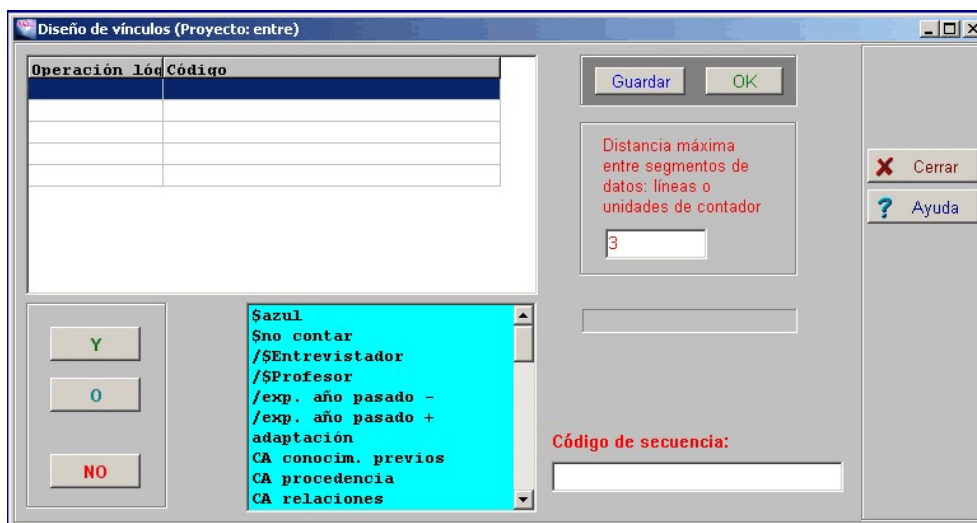 Diseño de vínculos (Proyecto: entre)
Operación lóg Código
Guardar OK
Distancia máxima
entre segmentos de
datos: líneas o
unidades de contador
3
Cerrar
Ayuda
Y
O
NO
$azul
$no contar
/$Entrevistador
/$Profesor
/exp. año pasado -
/exp. año pasado +
adaptación
CA conocim. previos
CA procedencia
CA relaciones
Código de secuencia: